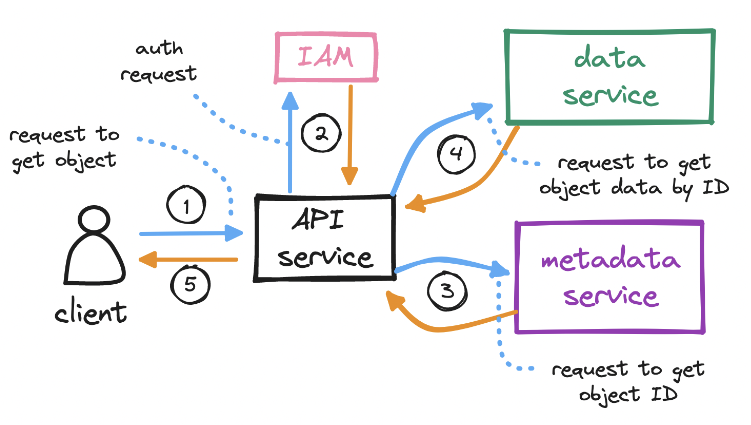 auth
request
IAM
data
service
2
request to
get object
4
request to get
object data by ID
1
API
service
metadata
service
client
5
3
request to get
object ID